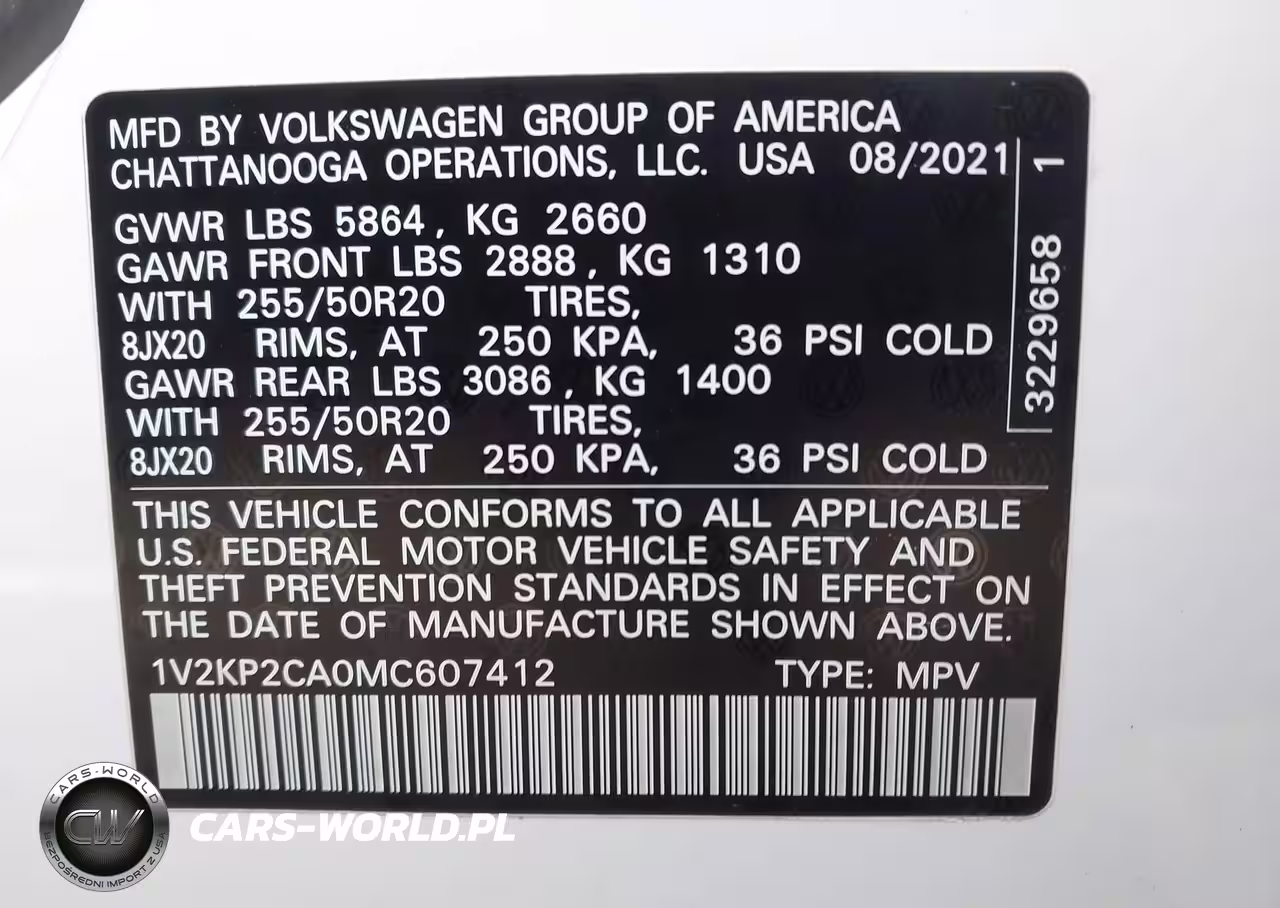 MFD BY VOLKSWAGEN GROUP OF AMERICA
CHATTANOOGA OPERATIONS, LLC. USA 08/2021
GVWR LBS 5864, KG 2660
GAWR FRONT LBS 2888, KG 1310
WITH 255/50R20 TIRES,
8JX20 RIMS, AT 250 KPA, 36 PSI COLD
GAWR REAR LBS 3086, KG 1400
WITH 255/50R20 TIRES,
8JX20 RIMS, AT 250 KPA, 36 PSI COLD
3229658 1
THIS VEHICLE CONFORMS TO ALL APPLICABLE
U.S. FEDERAL MOTOR VEHICLE SAFETY AND
THEFT PREVENTION STANDARDS IN EFFECT ON
THE DATE OF MANUFACTURE SHOWN ABOVE.
1V2KP2CA0MC607412 TYPE: MPV
CARS-WORLD
CW
BEZPOŚREDNI IMPORT Z USA
CARS-WORLD.PL